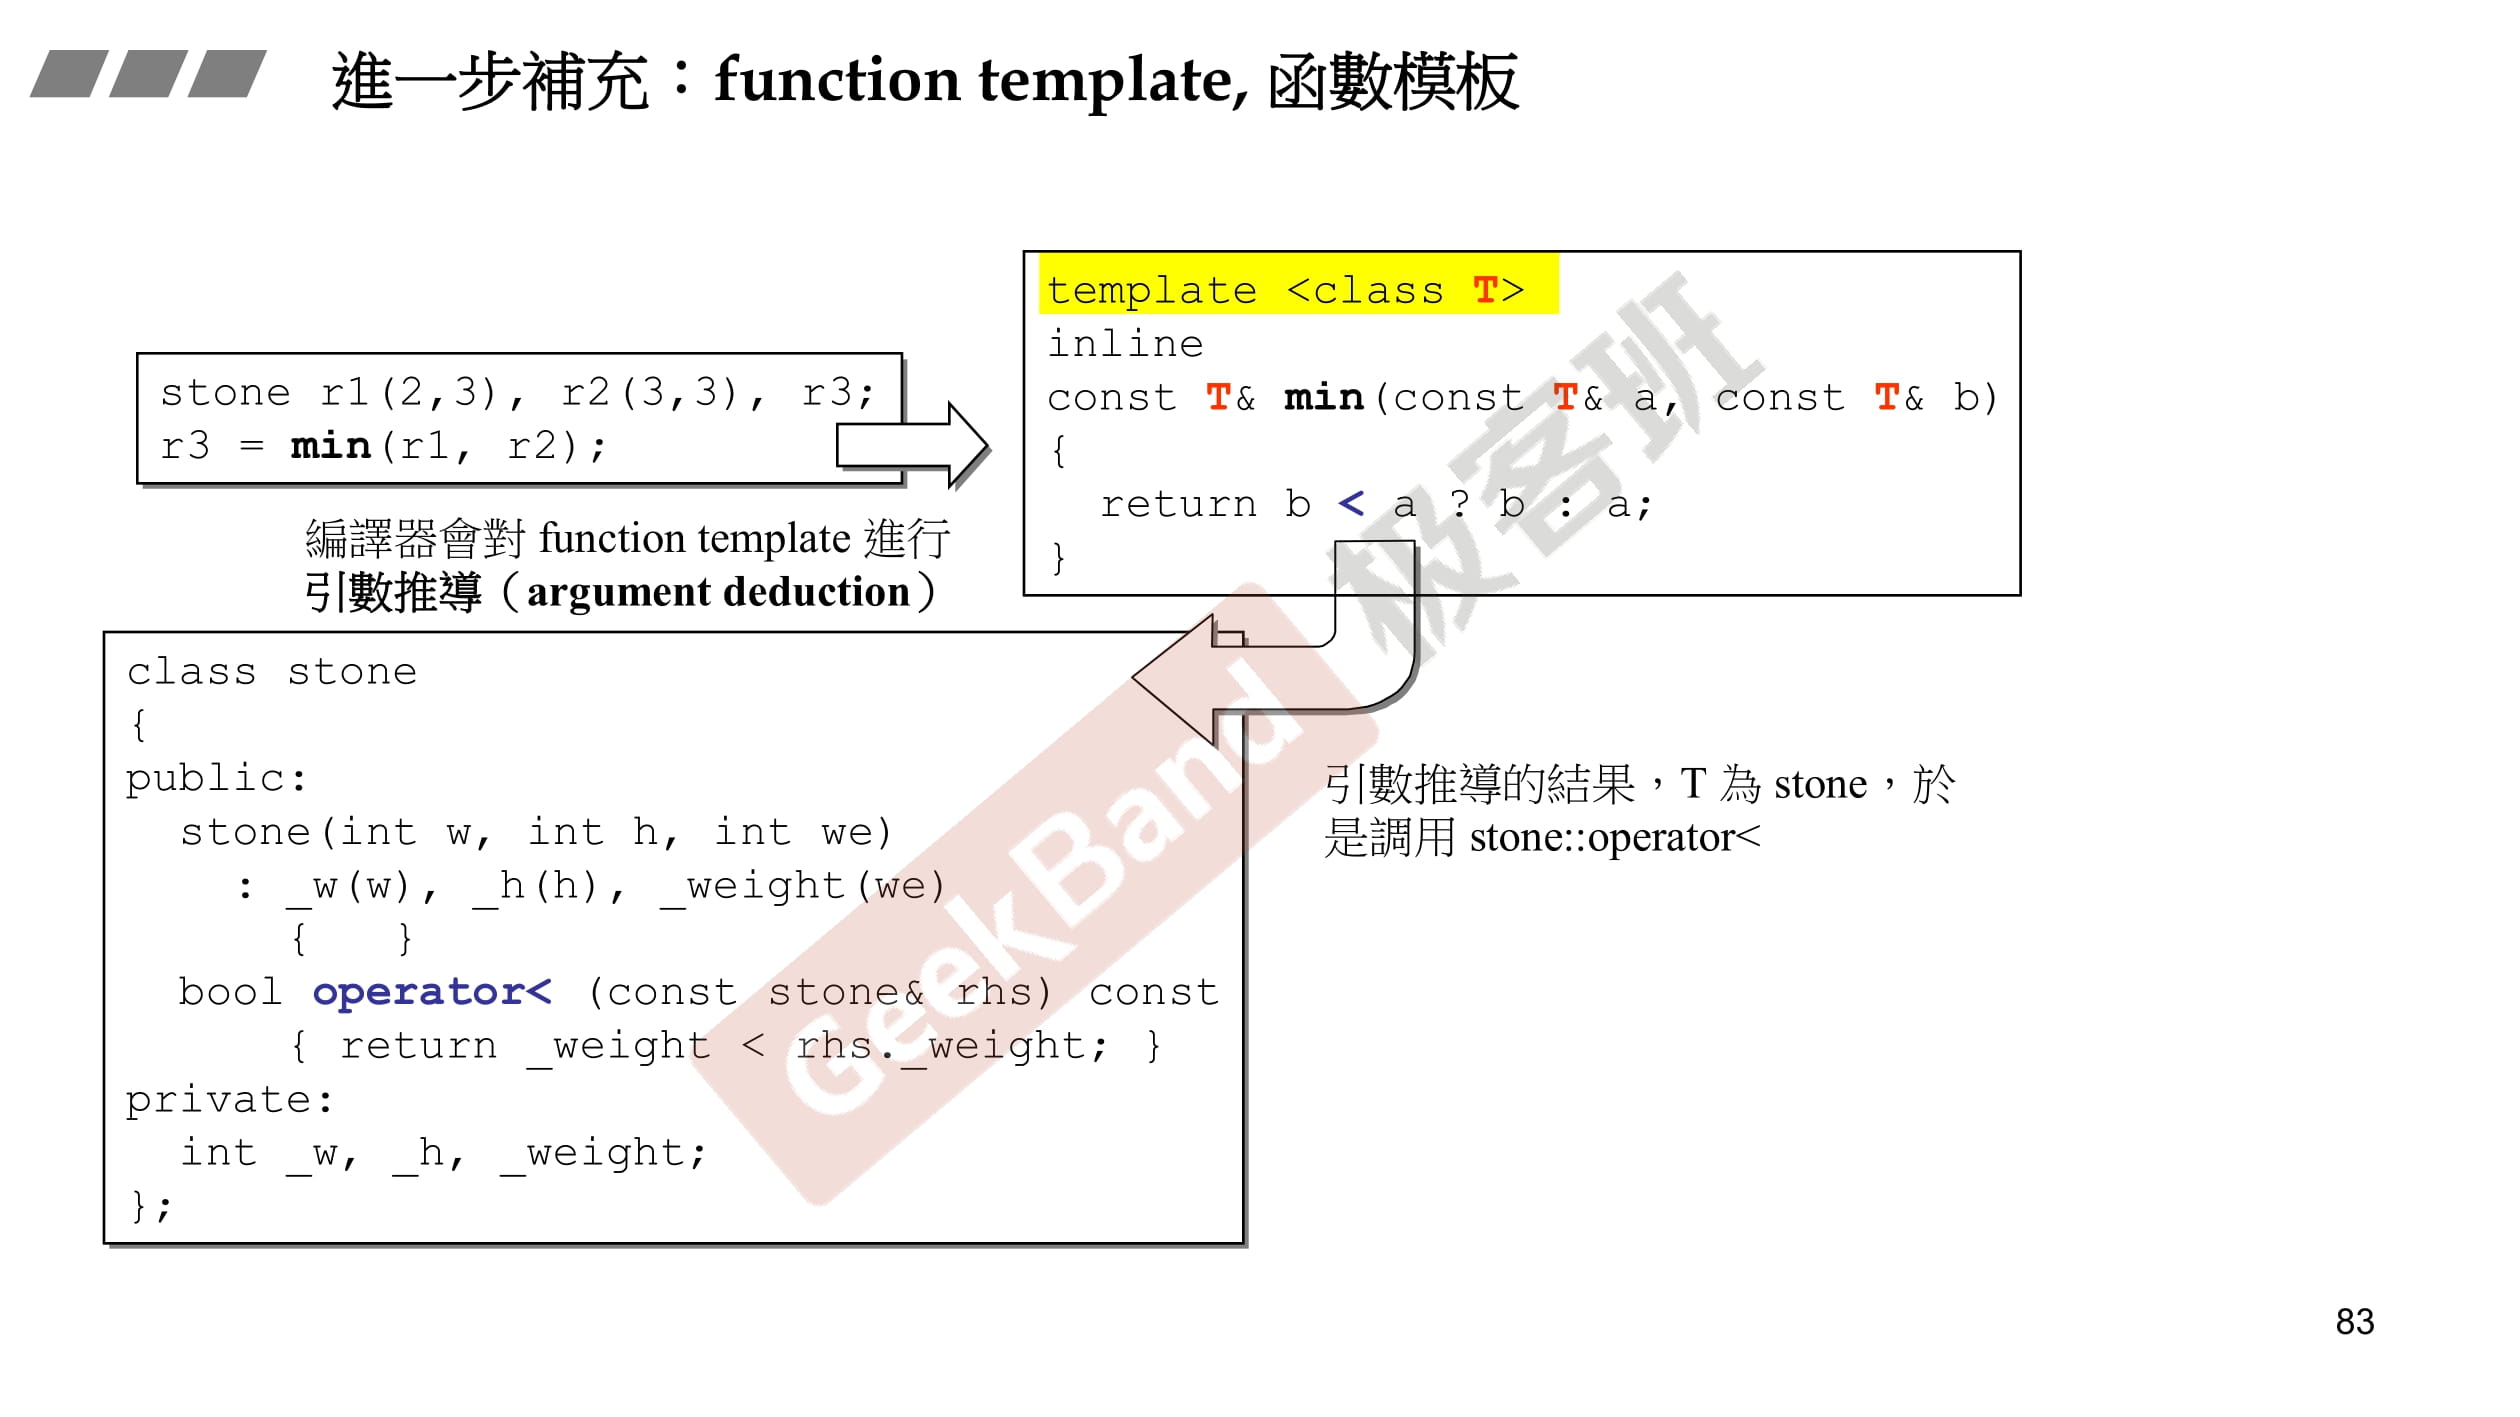 進一步補充：function template, 函數模板
stone r1(2,3), r2(3,3), r3;
r3 = min(r1, r2);
編譯器會對 function template 進行
引數推導（argument deduction）
template <class T>
inline
const T& min(const T& a, const T& b)
{
  return b < a ? b : a;
}
class stone
{
public:
  stone(int w, int h, int we)
    : _w(w), _h(h), _weight(we)
      {   }
  bool operator< (const stone& rhs) const
      { return _weight < rhs._weight; }
private:
  int _w, _h, _weight;
};
引數推導的結果，T 為 stone，於
是調用 stone::operator<
GeekBand 极客班
83